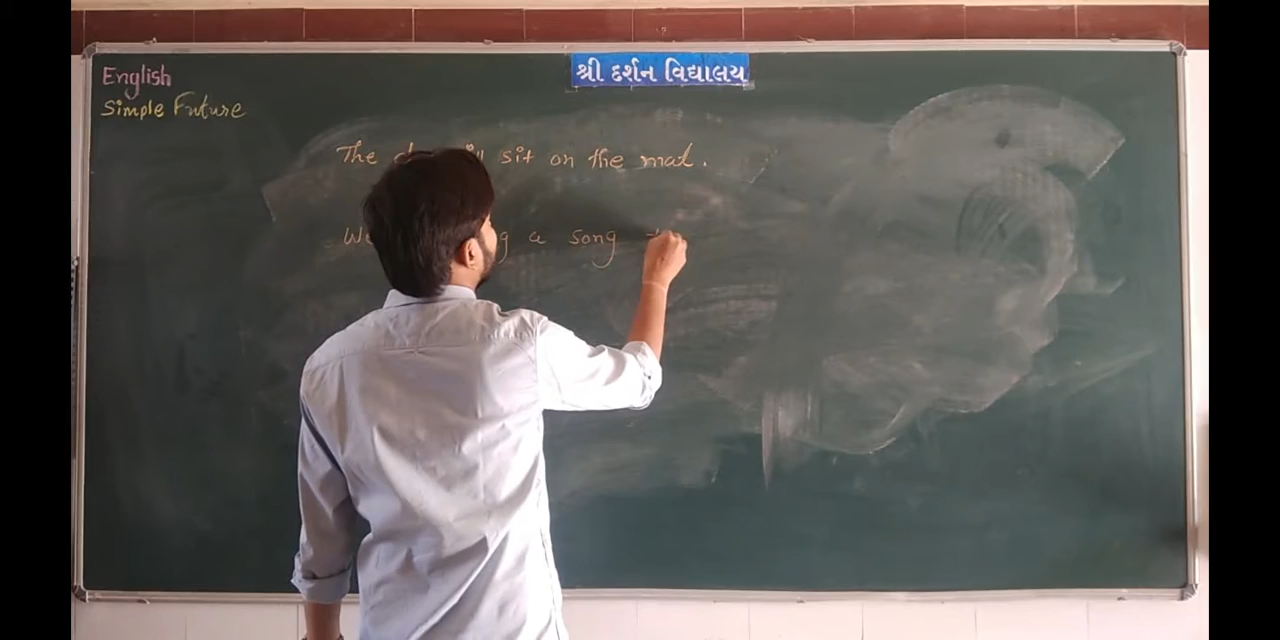 શ્રી દર્શન વિદ્યાલય
English
Simple Future
The sit on the mat.
We a song